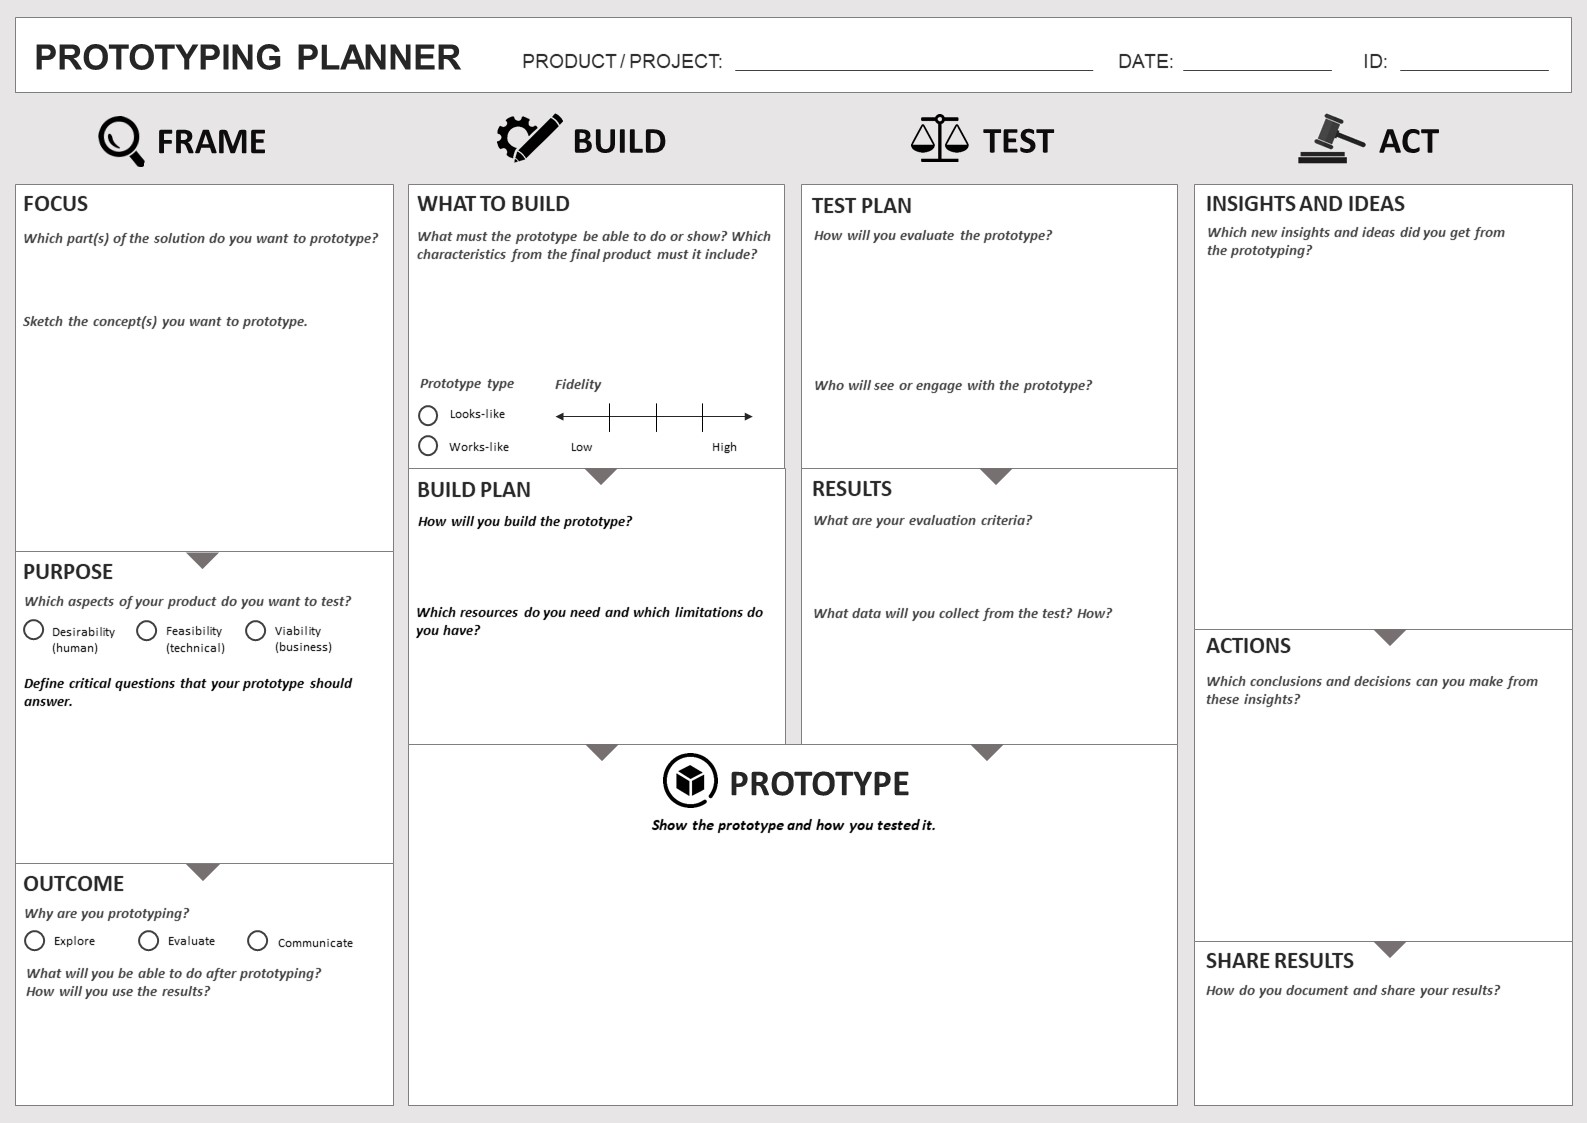 PROTOTYPING PLANNER
PRODUCT / PROJECT:
DATE:
ID:
FRAME
BUILD
TEST
ACT
FOCUS
Which part(s) of the solution do you want to prototype?
Sketch the concept(s) you want to prototype.
PURPOSE
Which aspects of your product do you want to test?
Desirability
(human)
Feasibility
(technical)
Viability
(business)
Define critical questions that your prototype should
answer.
OUTCOME
Why are you prototyping?
Explore
Evaluate
Communicate
What will you be able to do after prototyping?
How will you use the results?
WHAT TO BUILD
What must the prototype be able to do or show? Which
characteristics from the final product must it include?
Prototype type
Looks-like
Works-like
Fidelity
Low
High
BUILD PLAN
How will you build the prototype?
Which resources do you need and which limitations do
you have?
TEST PLAN
How will you evaluate the prototype?
Who will see or engage with the prototype?
RESULTS
What are your evaluation criteria?
What data will you collect from the test? How?
PROTOTYPE
Show the prototype and how you tested it.
INSIGHTS AND IDEAS
Which new insights and ideas did you get from
the prototyping?
ACTIONS
Which conclusions and decisions can you make from
these insights?
SHARE RESULTS
How do you document and share your results?